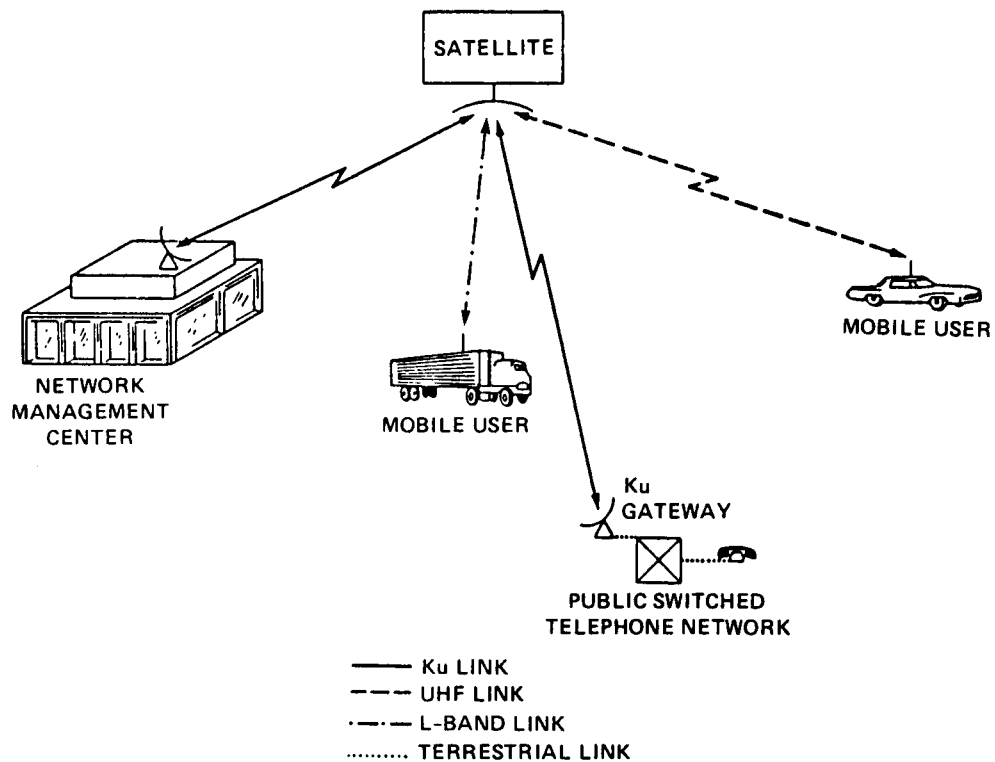 SATELLITE
NETWORK
MANAGEMENT
CENTER
MOBILE USER
MOBILE USER
Ku
GATEWAY
PUBLIC SWITCHED
TELEPHONE NETWORK
Ku LINK
UHF LINK
L-BAND LINK
TERRESTRIAL LINK